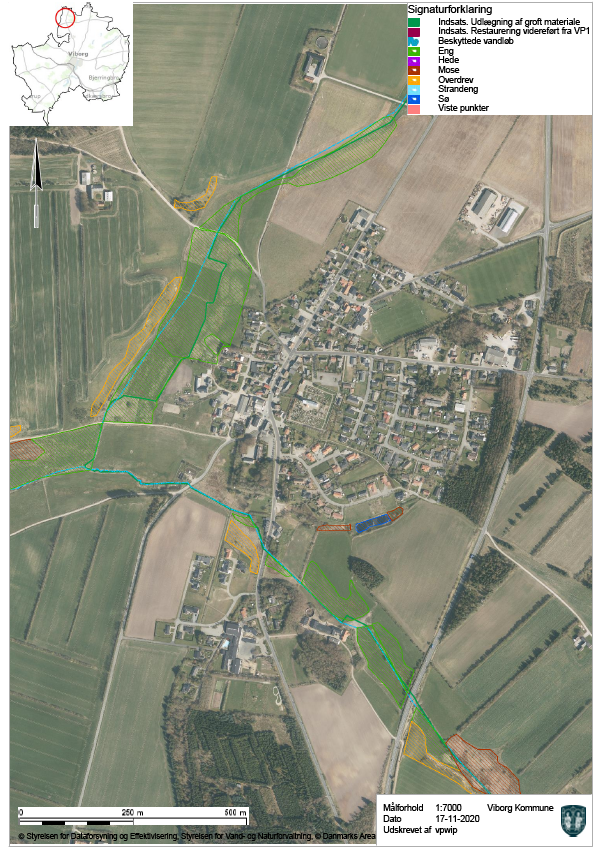 Viborg
Bjerringbro
Signaturforklaring
Indsats. Udlægning af groft materiale
Indsats. Restaurering videreført fra VP1
Beskyttede vandløb
Eng
Hede
Mose
Overdrev
Strandeng
Sø
Viste punkter
0 250 m 500 m
© Styrelsen for Dataforsyning og Effektivisering, Styrelsen for Vand- og Naturforvaltning, © Danmarks Area
Målforhold 1:7000 Viborg Kommune
Dato 17-11-2020
Udskrevet af vpwip